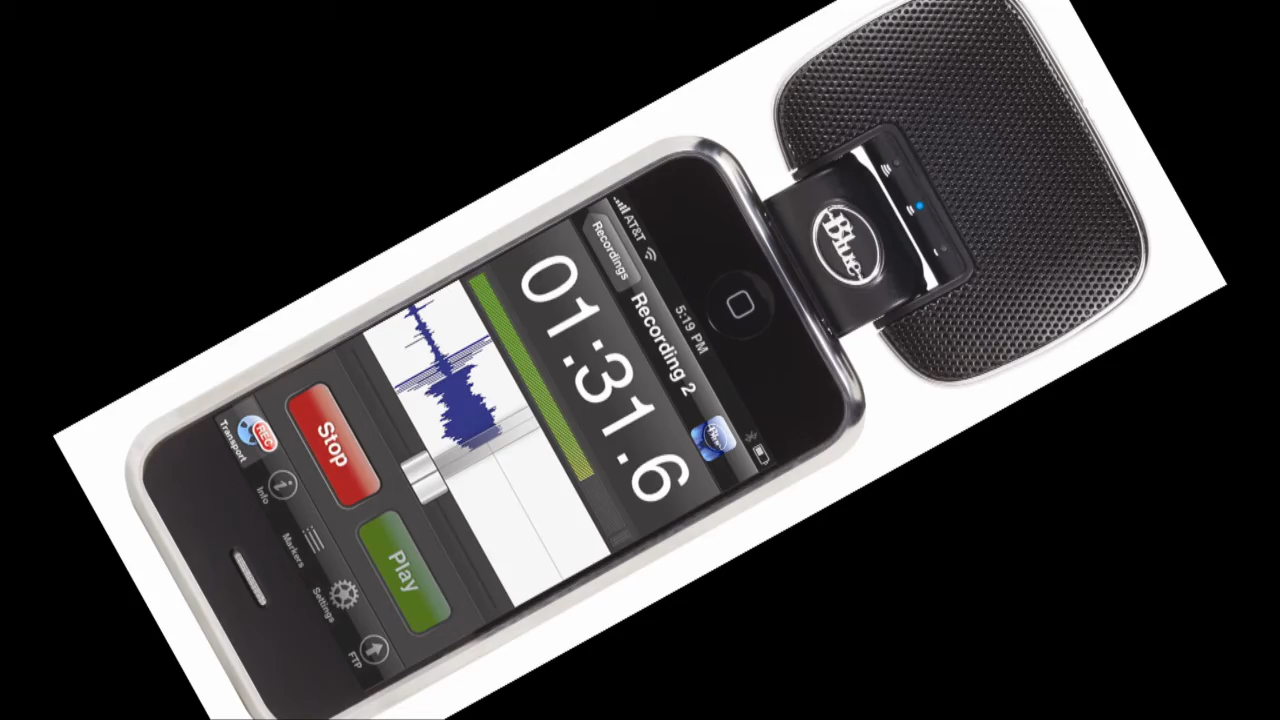 AT&T 5:19 PM
Recordings Recording 2 Blue
01:31.6
Stop Play
REC
Transport Info Markers Settings FTP
Blue